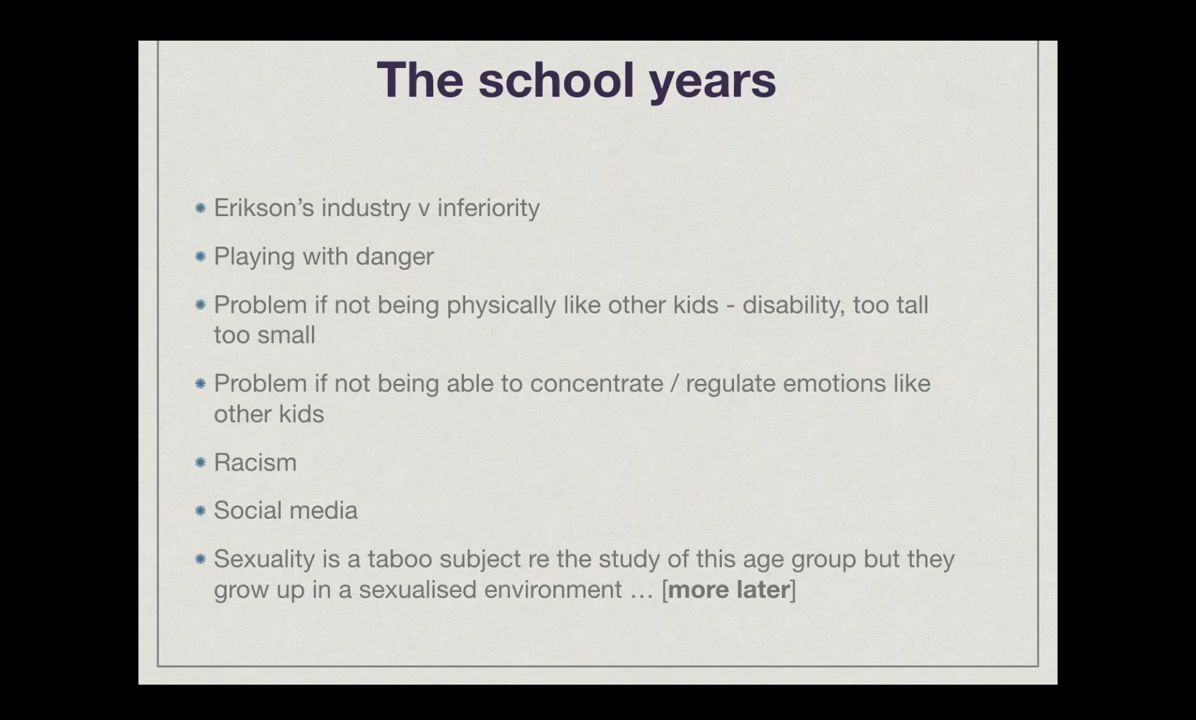 The school years
Erikson’s industry v inferiority
Playing with danger
Problem if not being physically like other kids - disability, too tall
too small
Problem if not being able to concentrate / regulate emotions like
other kids
Racism
Social media
Sexuality is a taboo subject re the study of this age group but they
grow up in a sexualised environment … [more later]